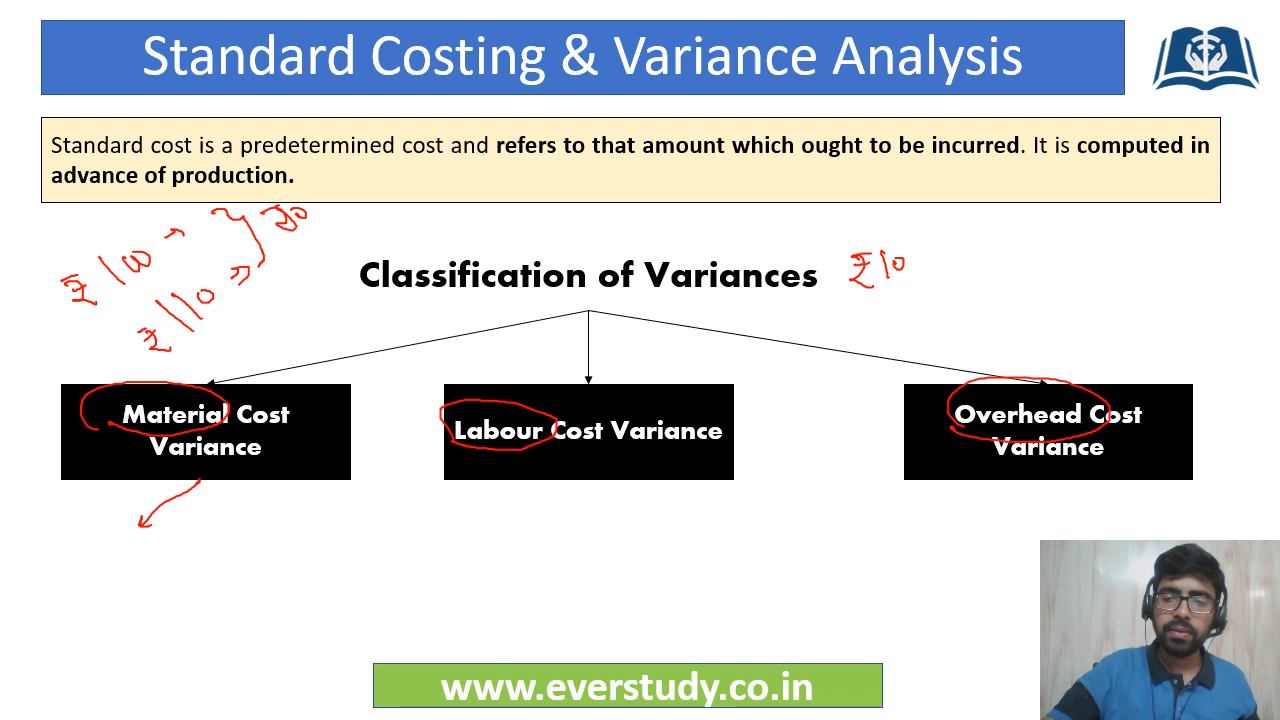 Standard Costing & Variance Analysis
Standard cost is a predetermined cost and refers to that amount which ought to be incurred. It is computed in
advance of production.
₹ 100
₹ 110
Classification of Variances
₹10
Material Cost
Variance
Labour Cost Variance
Overhead Cost
Variance
www.everstudy.co.in